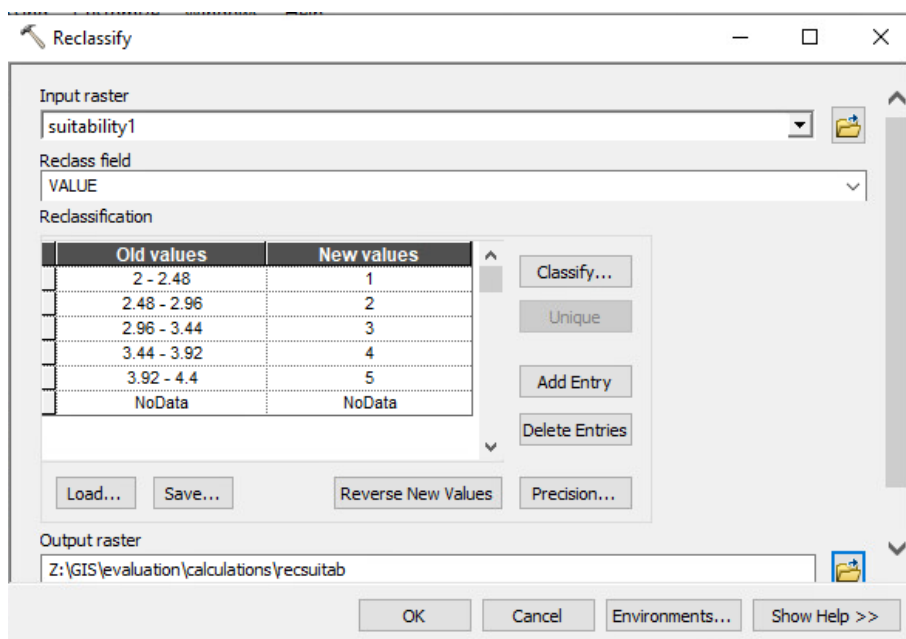 Reclassify
Input raster
suitability1
Reclass field
VALUE
Reclassification
Old values New values
2 - 2.48 1
2.48 - 2.96 2
2.96 - 3.44 3
3.44 - 3.92 4
3.92 - 4.4 5
NoData NoData
Classify...
Unique
Add Entry
Delete Entries
Load... Save... Reverse New Values Precision...
Output raster
Z:\GIS\evaluation\calculations\recsuitab
OK Cancel Environments... Show Help >>